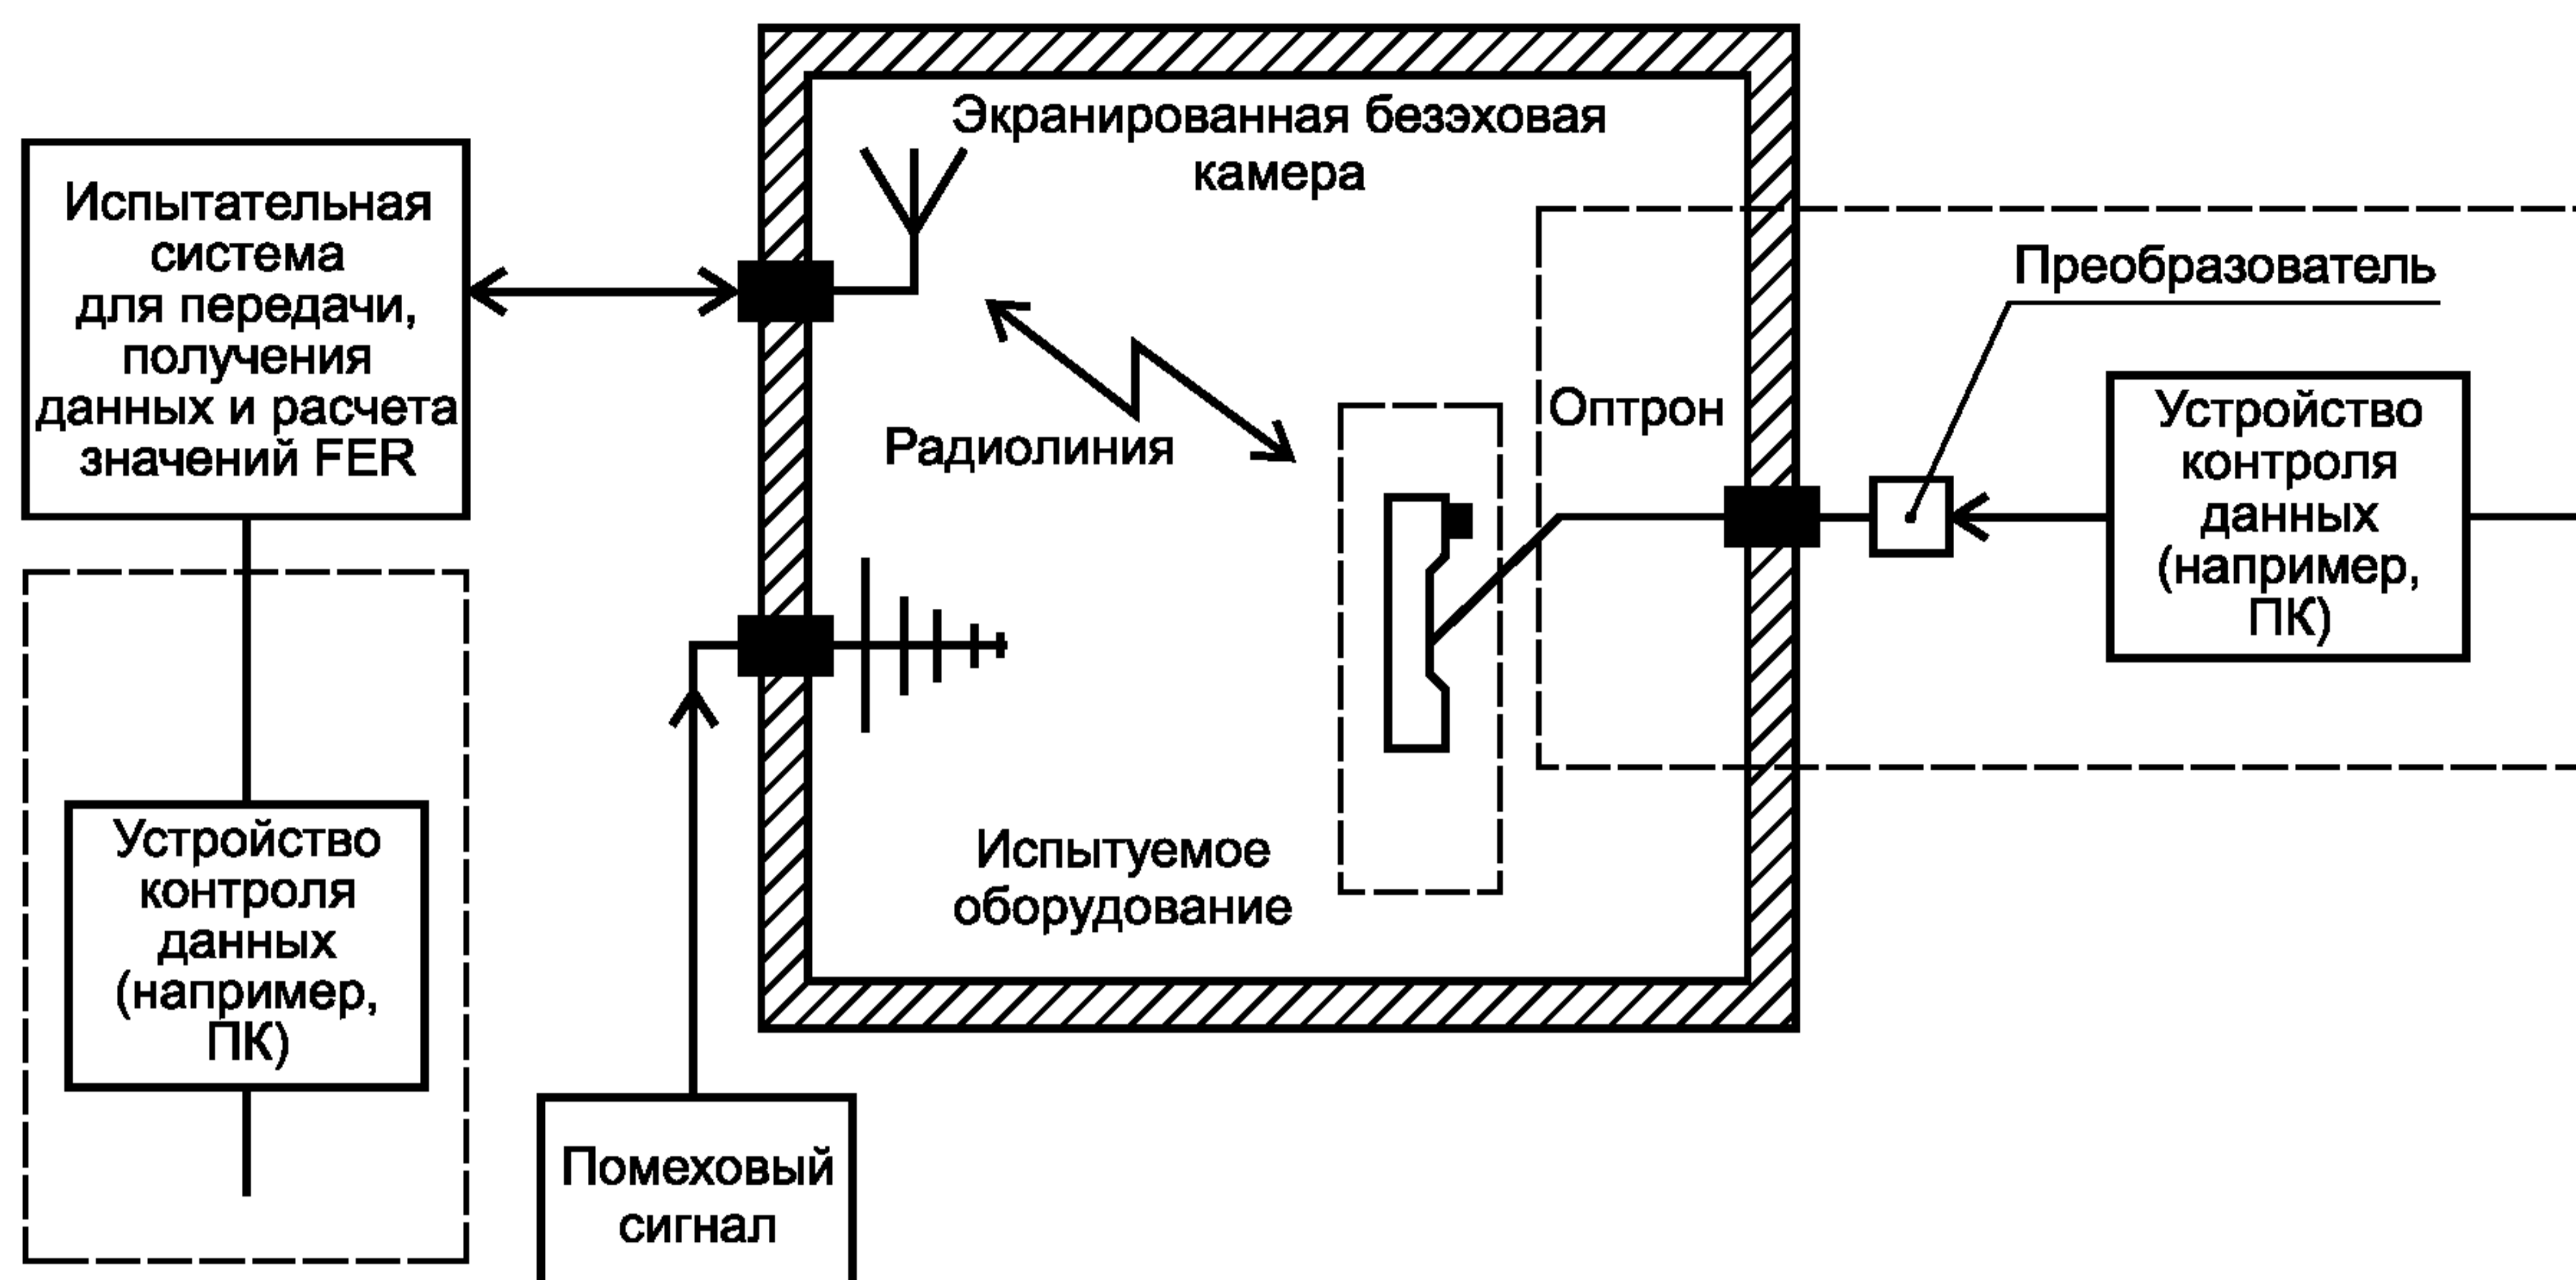 Испытательная
система
для передачи,
получения
данных и расчета
значений FER
Экранированная безэховая
камера
Преобразователь
Оптрон
Радиолиния
Устройство
контроля
данных
(например,
ПК)
Испытуемое
оборудование
Устройство
контроля
данных
(например,
ПК)
Помеховый
сигнал